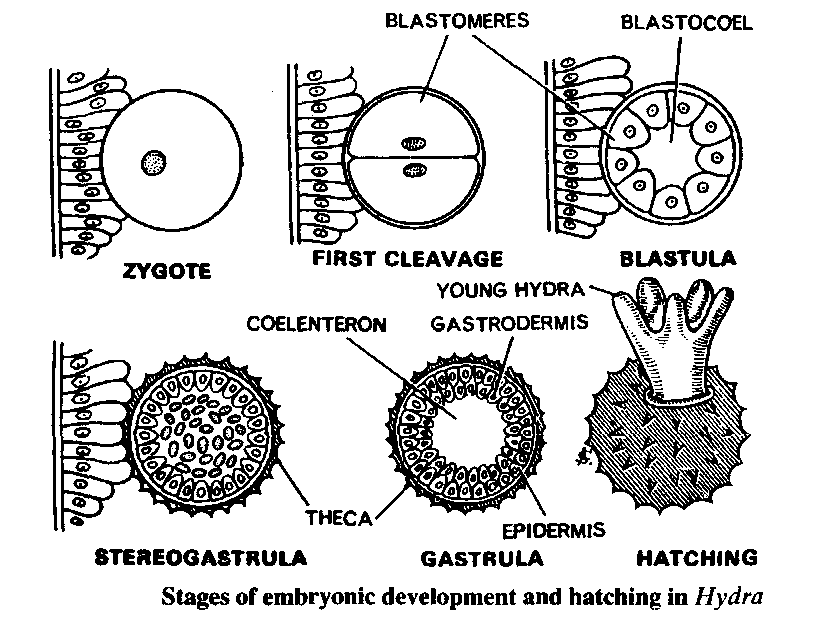 BLASTOMERES
BLASTOCOEL
ZYGOTE
FIRST CLEAVAGE
BLASTULA
YOUNG HYDRA
COELENTERON
GASTRODERMIS
THECA
EPIDERMIS
STEREOGASTRULA
GASTRULA
HATCHING
Stages of embryonic development and hatching in Hydra